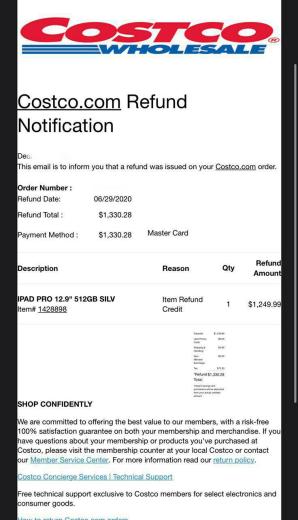 COSTCO
WHOLESALE
Costco.com Refund
Notification
This email is to inform you that a refund was issued on your Costco.com order.
Order Number :
Refund Date: 06/29/2020
Refund Total : $1,330.28
Payment Method : $1,330.28 Master Card
Description Reason Qty Refund Amount
IPAD PRO 12.9" 512GB SILV Item Refund Credit 1 $1,249.99
Item# 1428898
*Refund $1,330.28
Total:
SHOP CONFIDENTLY
We are committed to offering the best value to our members, with a risk-free
100% satisfaction guarantee on both your membership and merchandise. If you
have questions about your membership or products you've purchased at
Costco, please visit the membership counter at your local Costco or contact
our Member Service Center. For more information read our return policy.
Costco Concierge Services | Technical Support
Free technical support exclusive to Costco members for select electronics and
consumer goods.
How to return Costco.com orders